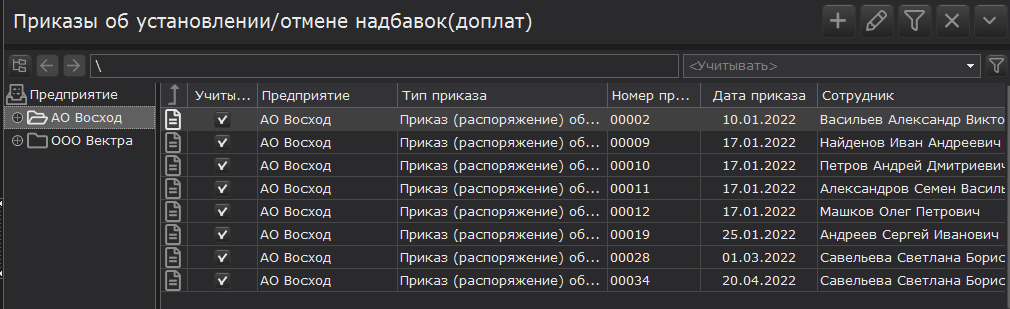 Приказы об установлении/отмене надбавок(доплат)
\ <Учитывать>
Предприятие
АО Восход
ООО Вектра
Учиты... Предприятие Тип приказа Номер пр... Дата приказа Сотрудник
АО Восход Приказ (распоряжение) об... 00002 10.01.2022 Васильев Александр Викто
АО Восход Приказ (распоряжение) об... 00009 17.01.2022 Найденов Иван Андреевич
АО Восход Приказ (распоряжение) об... 00010 17.01.2022 Петров Андрей Дмитриевич
АО Восход Приказ (распоряжение) об... 00011 17.01.2022 Александров Семен Василь
АО Восход Приказ (распоряжение) об... 00012 17.01.2022 Машков Олег Петрович
АО Восход Приказ (распоряжение) об... 00019 25.01.2022 Андреев Сергей Иванович
АО Восход Приказ (распоряжение) об... 00028 01.03.2022 Савельева Светлана Борис
АО Восход Приказ (распоряжение) об... 00034 20.04.2022 Савельева Светлана Борис